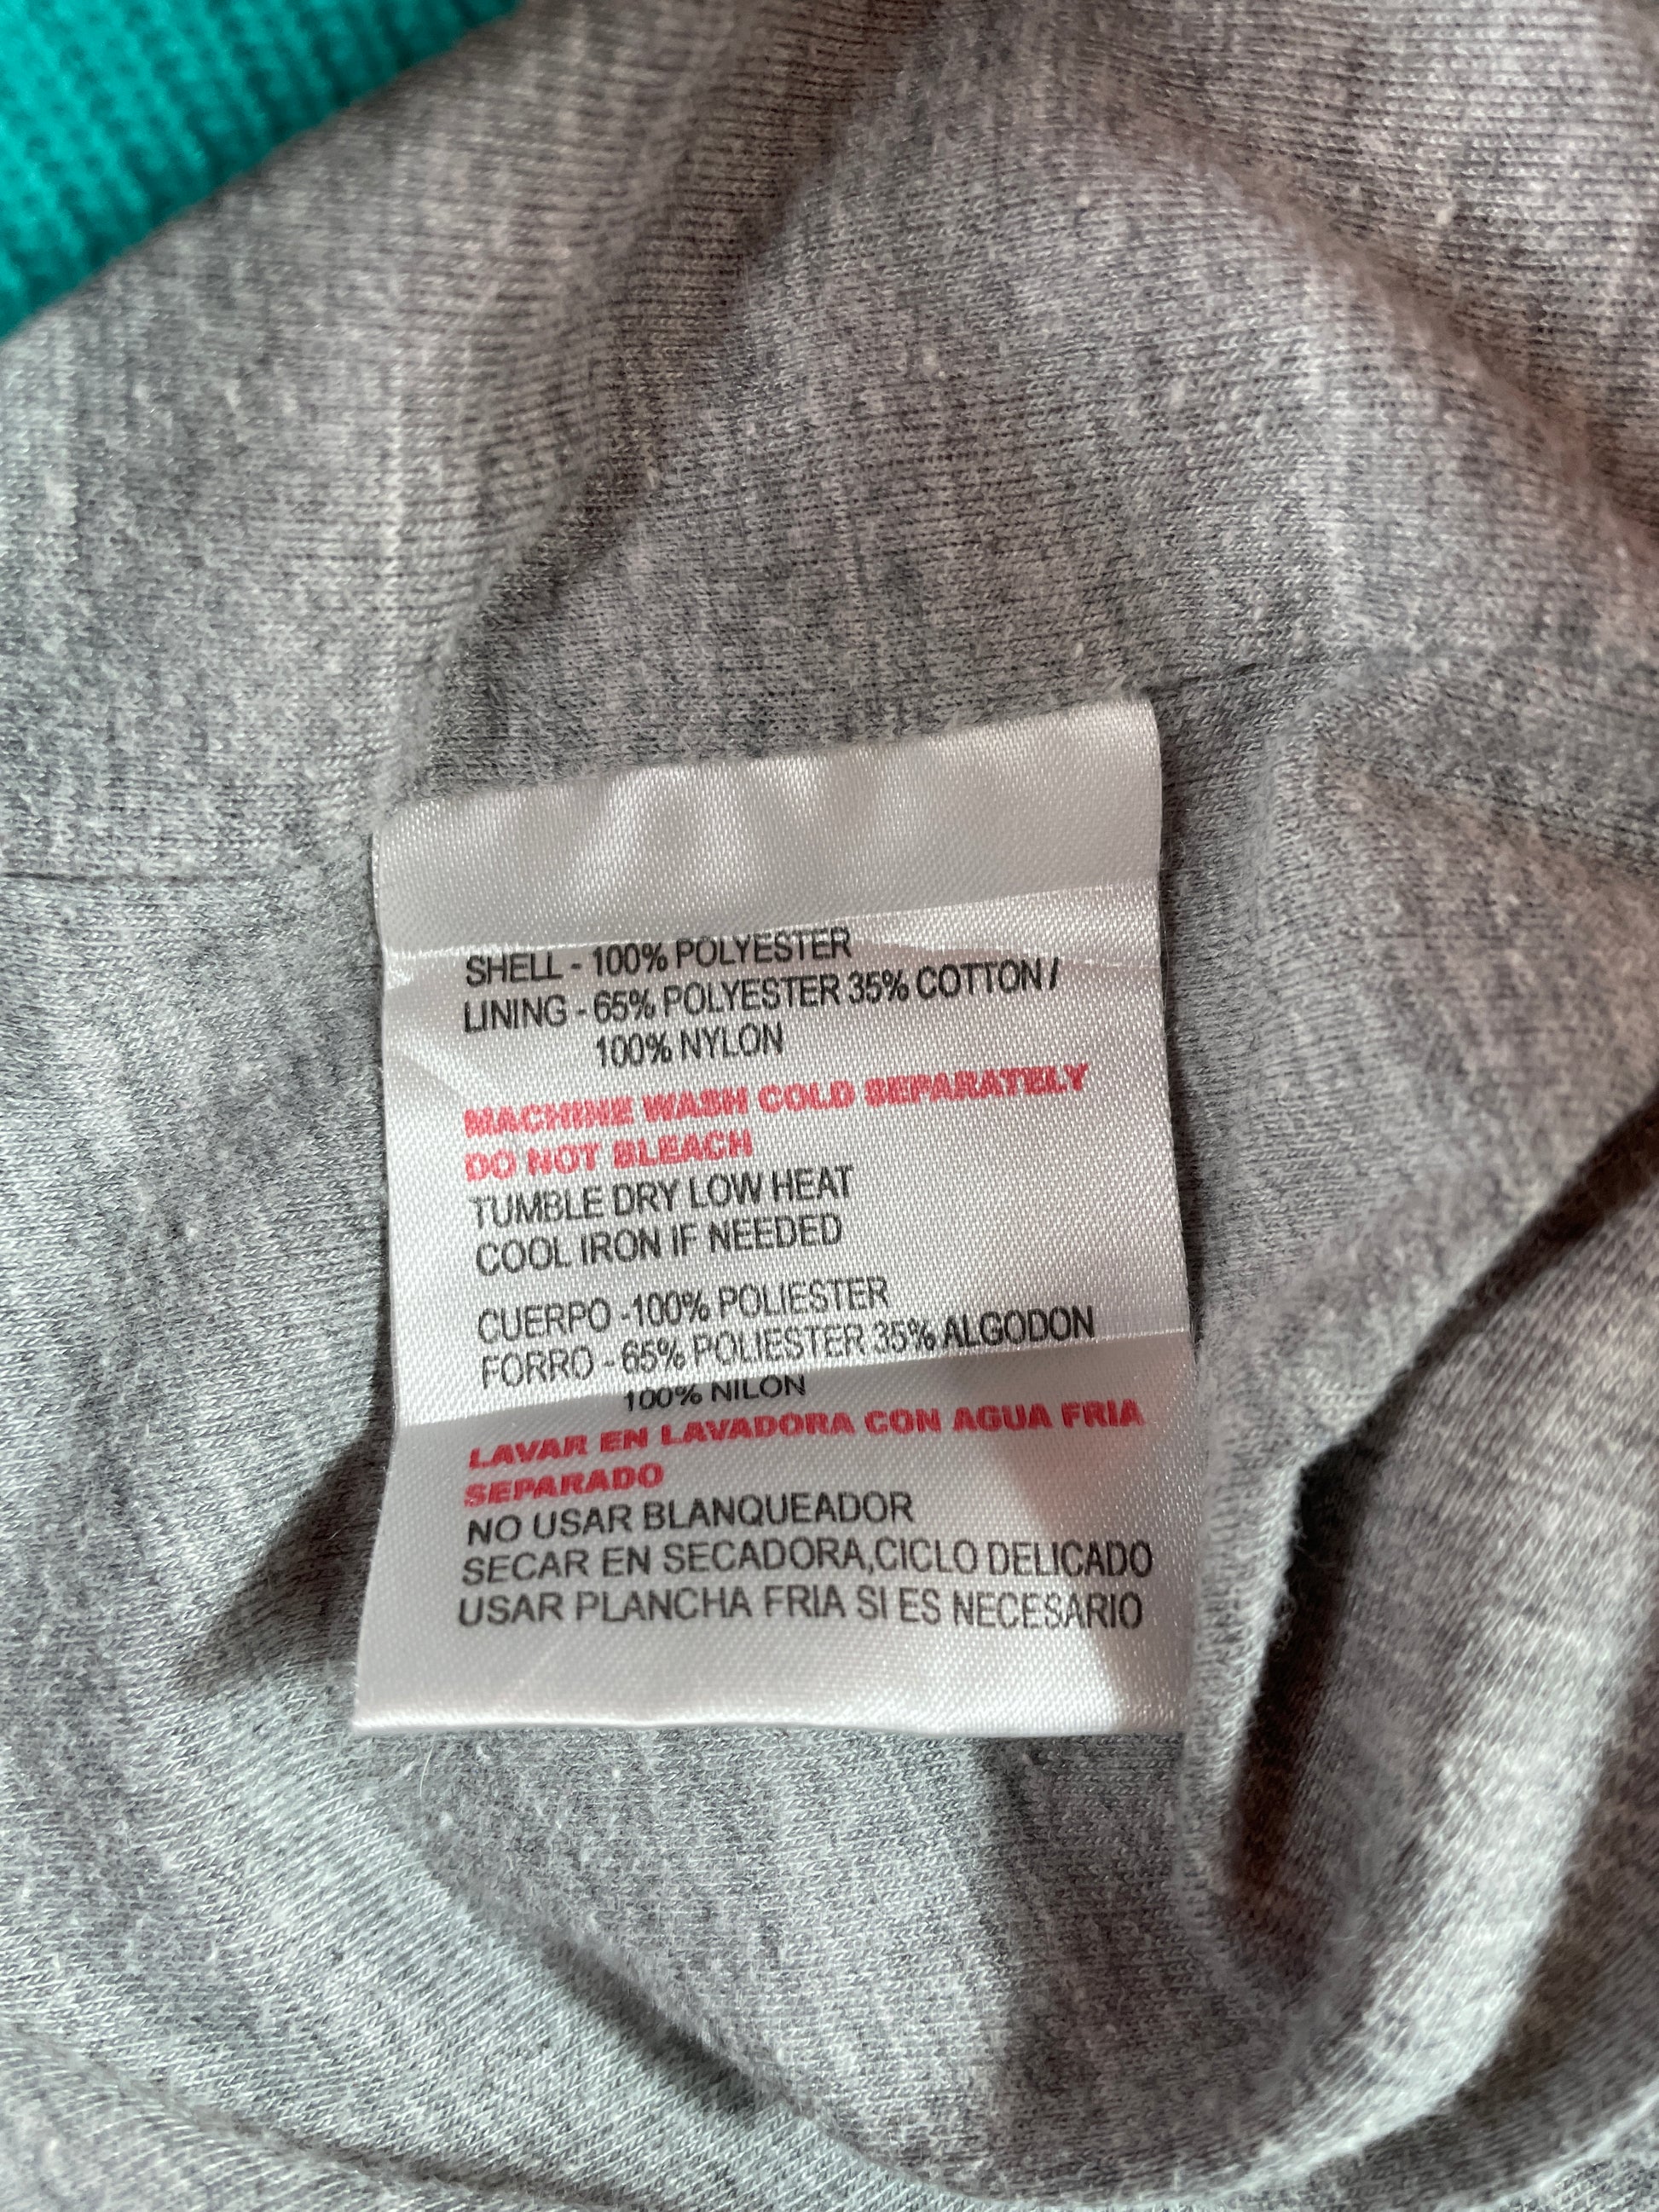 SHELL - 100% POLYESTER
LINING - 65% POLYESTER 35% COTTON /
100% NYLON
MACHINE WASH COLD SEPARATELY
DO NOT BLEACH
TUMBLE DRY LOW HEAT
COOL IRON IF NEEDED
CUERPO -100% POLIESTER
FORRO - 65% POLIESTER 35% ALGODON
100% NILON
LAVAR EN LAVADORA CON AGUA FRIA
SEPARADO
NO USAR BLANQUEADOR
SECAR EN SECADORA,CICLO DELICADO
USAR PLANCHA FRIA SI ES NECESARIO